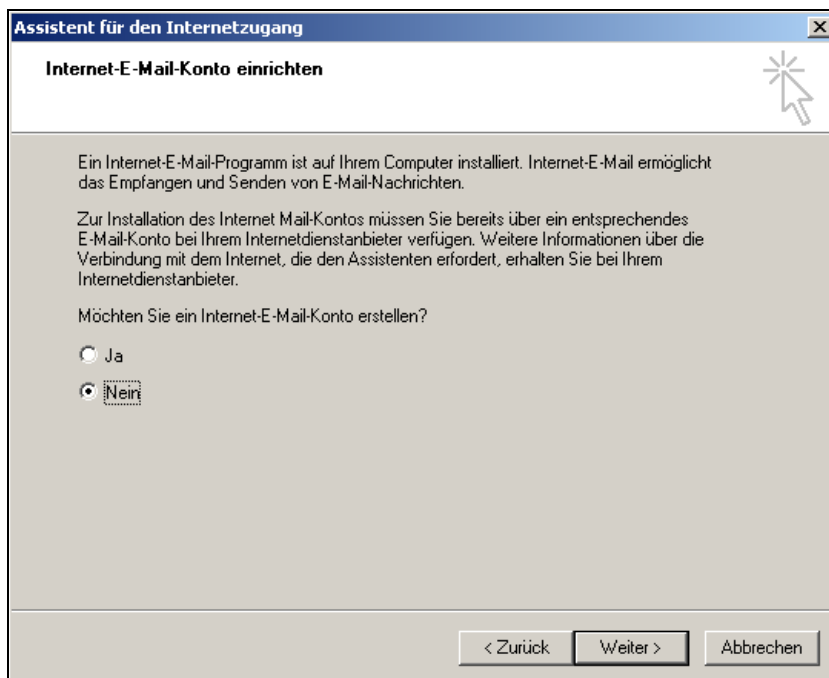 Assistent für den Internetzugang
Internet-E-Mail-Konto einrichten
Ein Internet-E-Mail-Programm ist auf Ihrem Computer installiert. Internet-E-Mail ermöglicht
das Empfangen und Senden von E-Mail-Nachrichten.
Zur Installation des Internet Mail-Kontos müssen Sie bereits über ein entsprechendes
E-Mail-Konto bei Ihrem Internetdienstanbieter verfügen. Weitere Informationen über die
Verbindung mit dem Internet, die den Assistenten erfordert, erhalten Sie bei Ihrem
Internetdienstanbieter.
Möchten Sie ein Internet-E-Mail-Konto erstellen?
Ja
Nein
< Zurück Weiter > Abbrechen